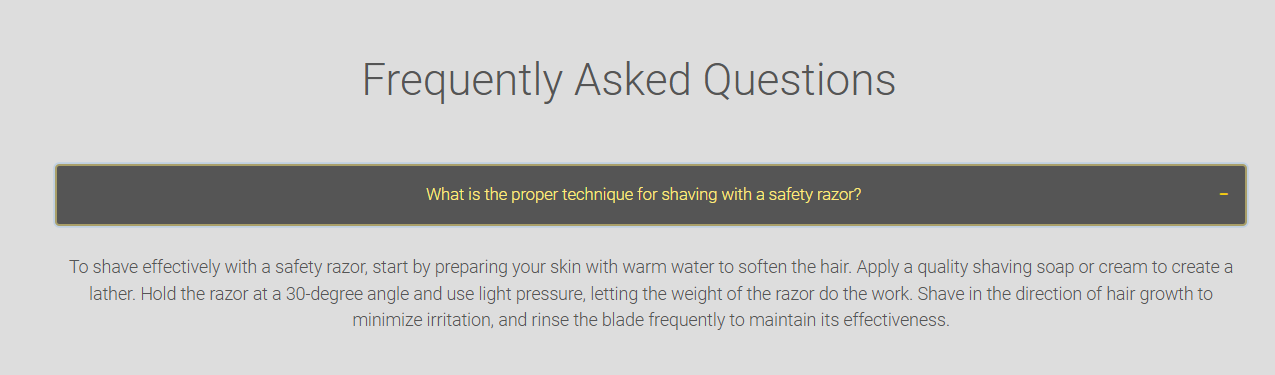 Frequently Asked Questions
What is the proper technique for shaving with a safety razor?
To shave effectively with a safety razor, start by preparing your skin with warm water to soften the hair. Apply a quality shaving soap or cream to create a
lather. Hold the razor at a 30-degree angle and use light pressure, letting the weight of the razor do the work. Shave in the direction of hair growth to
minimize irritation, and rinse the blade frequently to maintain its effectiveness.